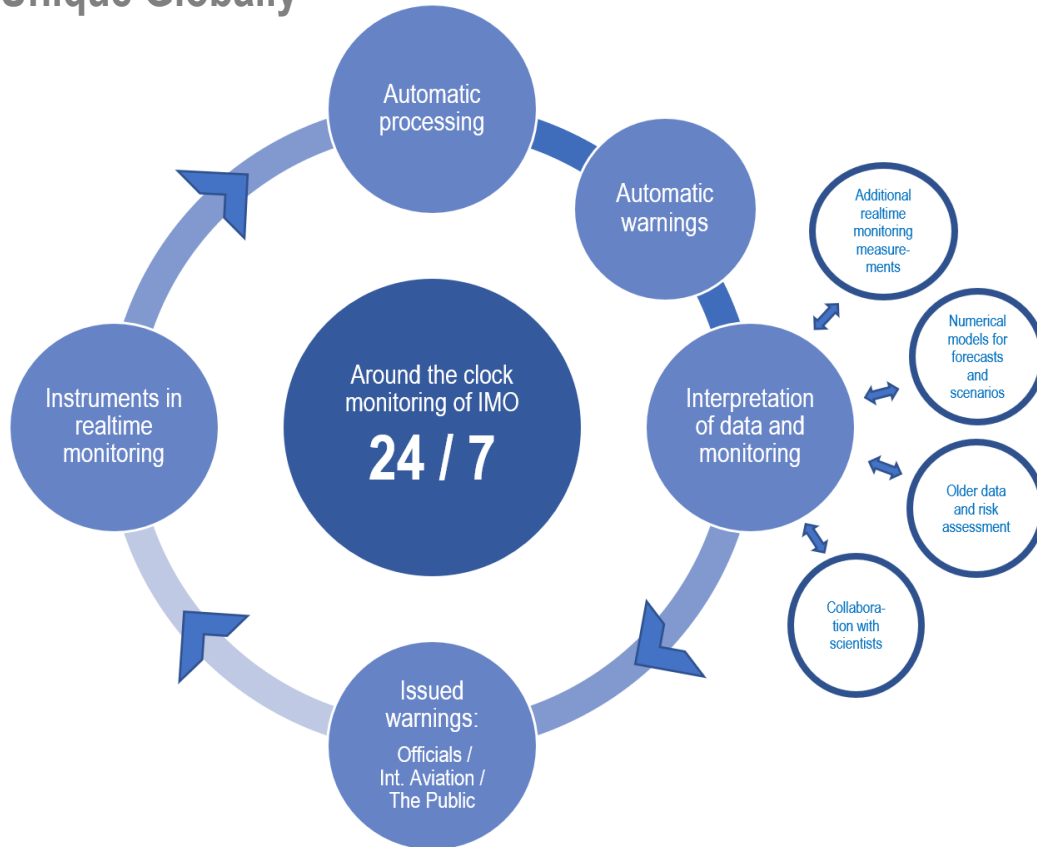 Unique Globally
Automatic
processing
Automatic
warnings
Additional
realtime
monitoring
measure-
ments
Numerical
models for
forecasts
and
scenarios
Around the clock
monitoring of IMO
24 / 7
Instruments in
realtime
monitoring
Interpretation
of data and
monitoring
Older data
and risk
assessment
Collabora-
tion with
scientists
Issued
warnings:
Officials /
Int. Aviation /
The Public